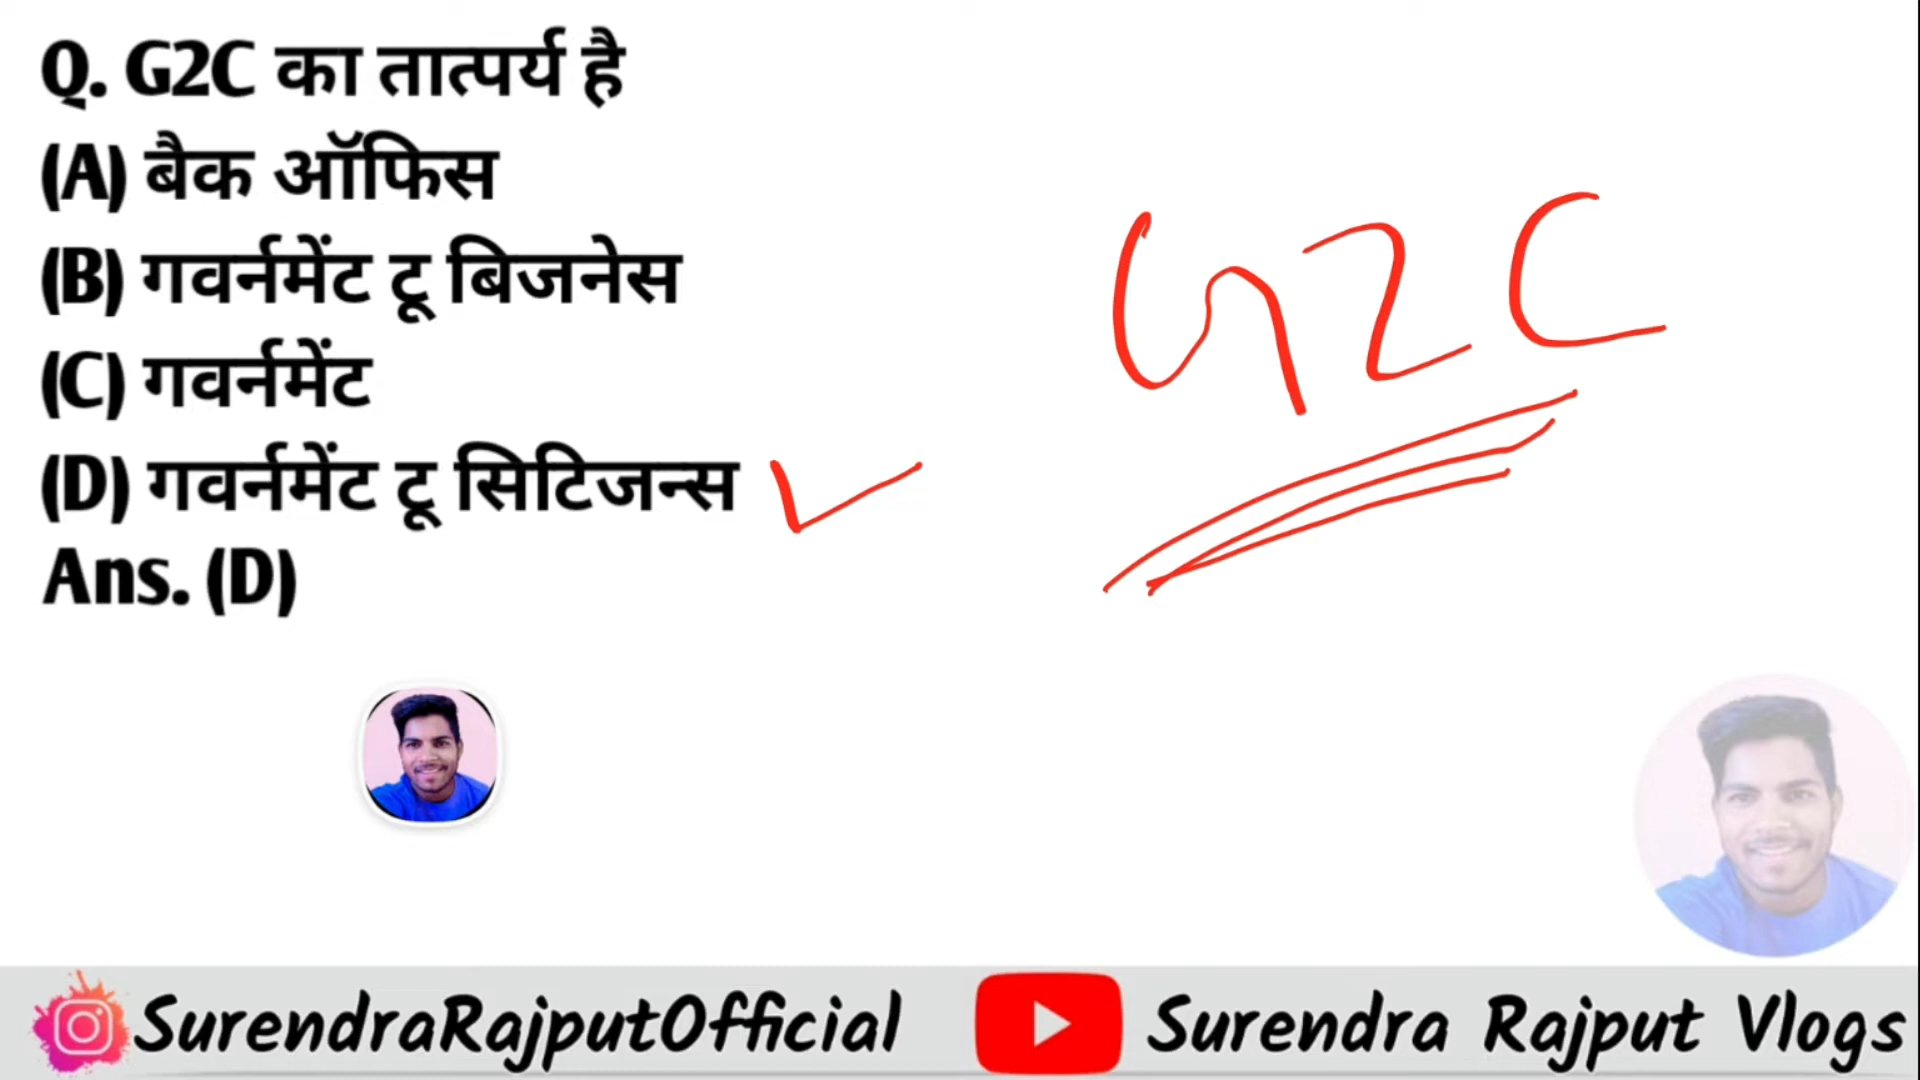 Q. G2C का तात्पर्य है
(A) बैक ऑफिस
(B) गवर्नमेंट टू बिजनेस
(C) गवर्नमेंट
(D) गवर्नमेंट टू सिटिजन्स
Ans. (D)
G2C
SurendraRajputOfficial
Surendra Rajput Vlogs